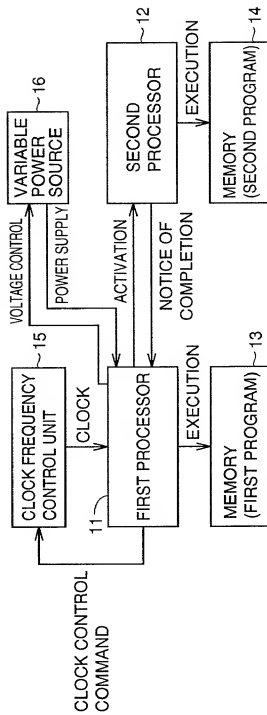 14
MEMORY
(SECOND PROGRAM)
EXECUTION
12
SECOND
PROCESSOR
16
VARIABLE
POWER
SOURCE
ACTIVATION
NOTICE OF
COMPLETION
VOLTAGE CONTROL
POWER SUPPLY
15
CLOCK FREQUENCY
CONTROL UNIT
CLOCK
11
FIRST PROCESSOR
EXECUTION
13
MEMORY
(FIRST PROGRAM)
CLOCK CONTROL
COMMAND